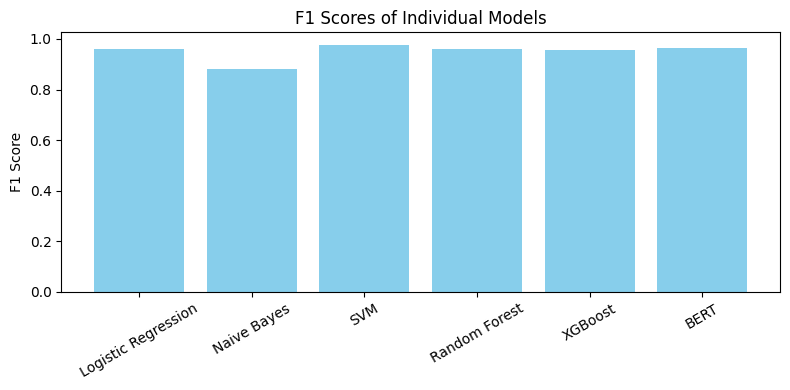 F1 Scores of Individual Models
F1 Score
1.0
0.8
0.6
0.4
0.2
0.0
Logistic Regression
Naive Bayes
SVM
Random Forest
XGBoost
BERT